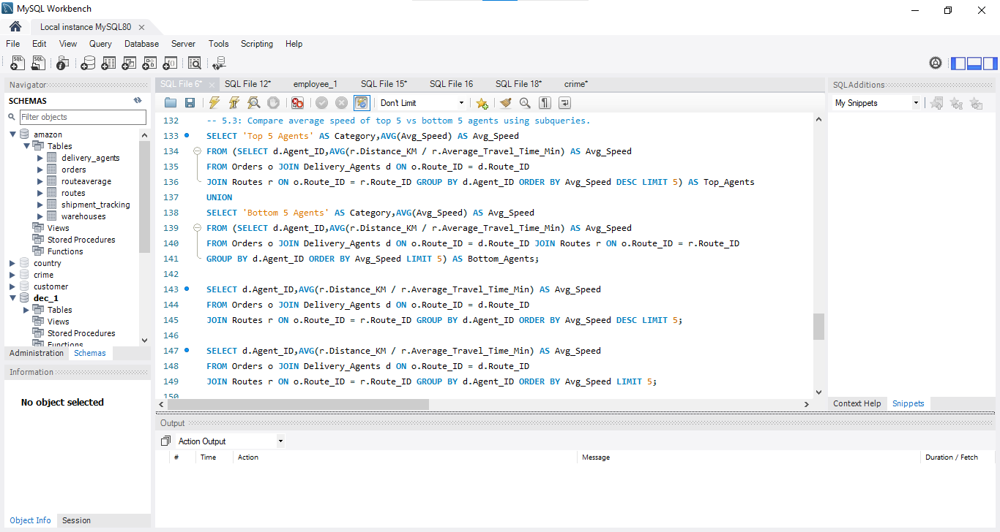 MySQL Workbench
Local instance MySQL80
File Edit View Query Database Server Tools Scripting Help
Navigator
SCHEMAS
Filter objects
amazon
Tables
delivery_agents
orders
routeaverage
routes
shipment_tracking
warehouses
Views
Stored Procedures
Functions
country
crime
customer
dec_1
Tables
Views
Stored Procedures
Functions
Administration Schemas
Information
No object selected
Object Info Session
SQL File 6* SQL File 12* employee_1 SQL File 15* SQL File 16 SQL File 18* crime*
Don't Limit
132 -- 5.3: Compare average speed of top 5 vs bottom 5 agents using subqueries.
133 SELECT 'Top 5 Agents' AS Category,AVG(Avg_Speed) AS Avg_Speed
134 FROM (SELECT d.Agent_ID,AVG(r.Distance_KM / r.Average_Travel_Time_Min) AS Avg_Speed
135 FROM Orders o JOIN Delivery_Agents d ON o.Route_ID = d.Route_ID
136 JOIN Routes r ON o.Route_ID = r.Route_ID GROUP BY d.Agent_ID ORDER BY Avg_Speed DESC LIMIT 5) AS Top_Agents
137 UNION
138 SELECT 'Bottom 5 Agents' AS Category,AVG(Avg_Speed) AS Avg_Speed
139 FROM (SELECT d.Agent_ID,AVG(r.Distance_KM / r.Average_Travel_Time_Min) AS Avg_Speed
140 FROM Orders o JOIN Delivery_Agents d ON o.Route_ID = d.Route_ID JOIN Routes r ON o.Route_ID = r.Route_ID
141 GROUP BY d.Agent_ID ORDER BY Avg_Speed LIMIT 5) AS Bottom_Agents;
142
143 SELECT d.Agent_ID,AVG(r.Distance_KM / r.Average_Travel_Time_Min) AS Avg_Speed
144 FROM Orders o JOIN Delivery_Agents d ON o.Route_ID = d.Route_ID
145 JOIN Routes r ON o.Route_ID = r.Route_ID GROUP BY d.Agent_ID ORDER BY Avg_Speed DESC LIMIT 5;
146
147 SELECT d.Agent_ID,AVG(r.Distance_KM / r.Average_Travel_Time_Min) AS Avg_Speed
148 FROM Orders o JOIN Delivery_Agents d ON o.Route_ID = d.Route_ID
149 JOIN Routes r ON o.Route_ID = r.Route_ID GROUP BY d.Agent_ID ORDER BY Avg_Speed LIMIT 5;
150
Output
Action Output
# Time Action Message Duration / Fetch
SQLAdditions
My Snippets
Context Help Snippets